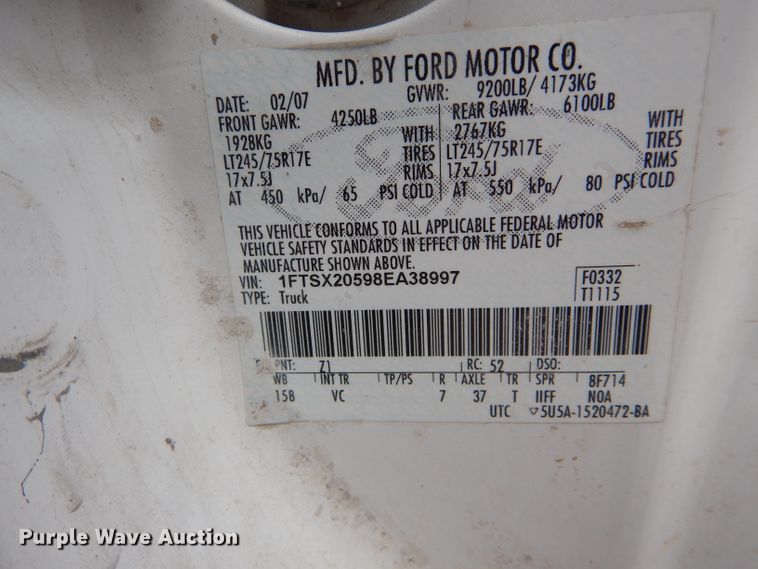 MFD. BY FORD MOTOR CO.
DATE: 02/07 GVWR: 9200LB/ 4173KG
FRONT GAWR: 4250LB REAR GAWR: 6100LB
1928KG WITH 2767KG WITH
LT245/75R17E TIRES LT245/75R17E TIRES
17x7.5J RIMS 17x7.5J RIMS
AT 450 kPa/ 65 PSI COLD AT 550 kPa/ 80 PSI COLD
Ford
THIS VEHICLE CONFORMS TO ALL APPLICABLE FEDERAL MOTOR
VEHICLE SAFETY STANDARDS IN EFFECT ON THE DATE OF
MANUFACTURE SHOWN ABOVE.
VIN: 1FTSX20598EA38997 F0332
TYPE: Truck T1115
PNT: Z1 RC: 52 DSO:
WB INT TR TP/PS R AXLE TR SPR 8F714
158 VC 7 37 T IIFF NOA
UTC ▽5U5A-1520472-BA
Purple Wave Auction